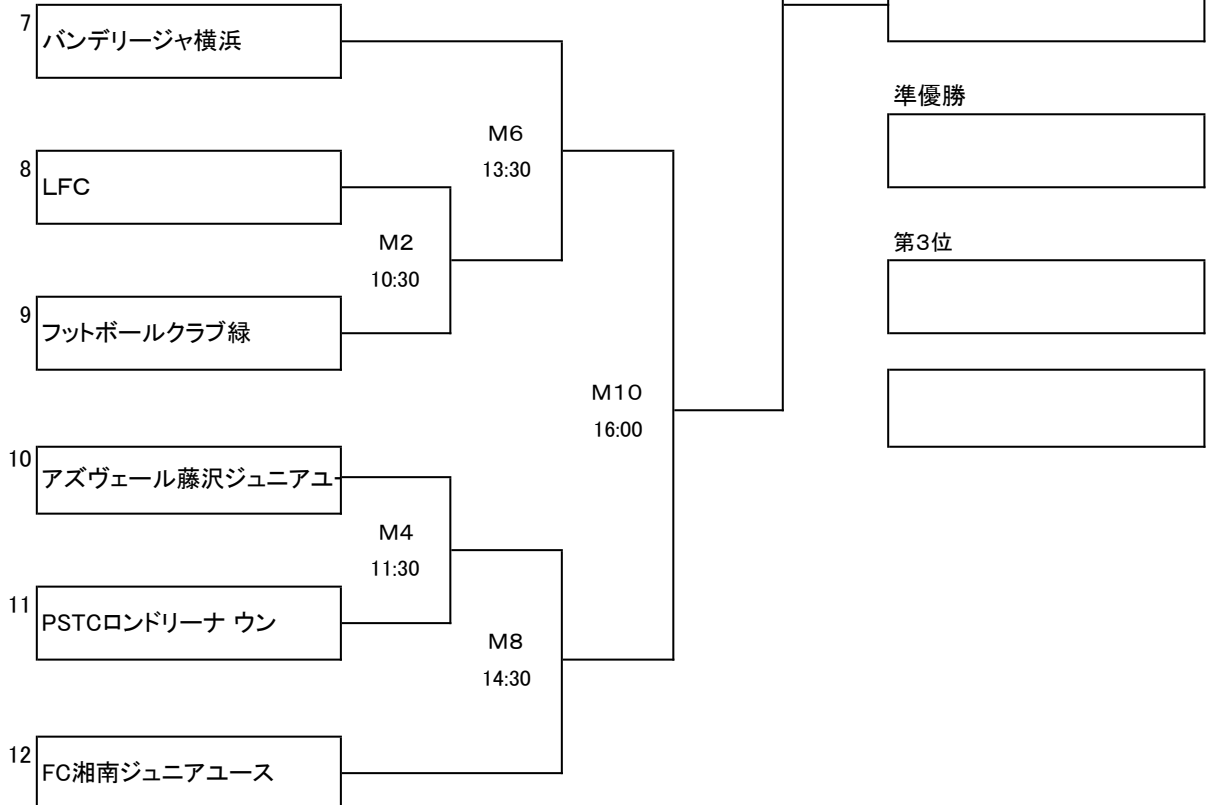 7
バンデリージャ横浜
準優勝
M6
13:30
8
LFC
M2
10:30
第3位
9
フットボールクラブ緑
M10
16:00
10
アズヴェール藤沢ジュニアユ
M4
11:30
11
PSTCロンドリーナ ウン
M8
14:30
12
FC湘南ジュニアユース